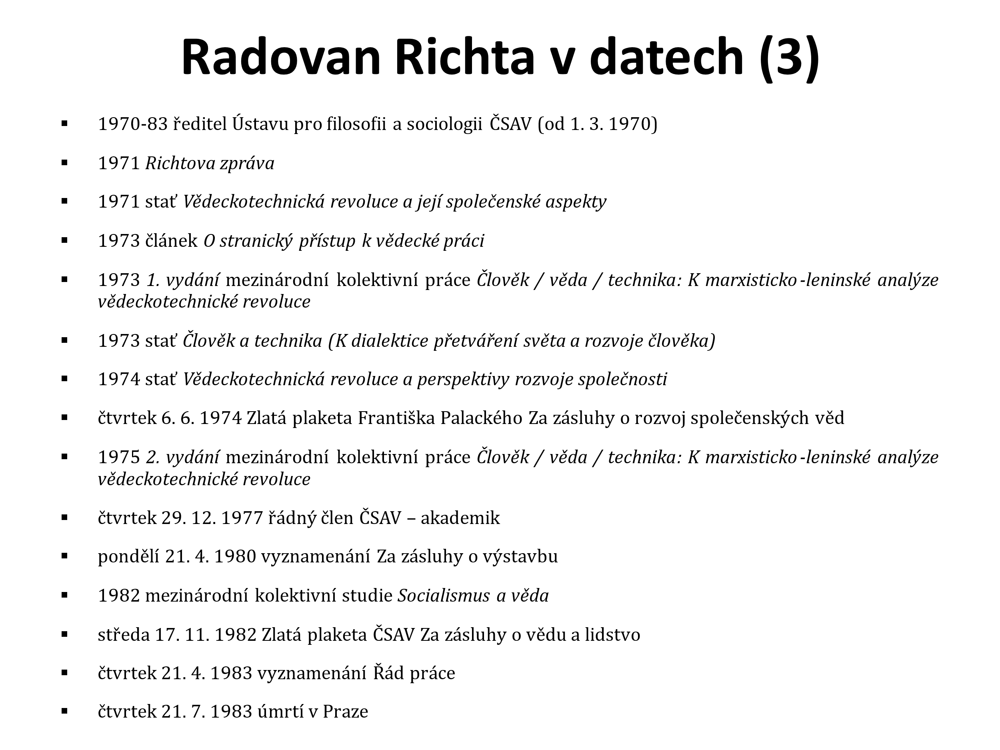 Radovan Richta v datech (3)
▪ 1970-83 ředitel Ústavu pro filosofii a sociologii ČSAV (od 1. 3. 1970)
▪ 1971 Richtova zpráva
▪ 1971 stať Vědeckotechnická revoluce a její společenské aspekty
▪ 1973 článek O stranický přístup k vědecké práci
▪ 1973 1. vydání mezinárodní kolektivní práce Člověk / věda / technika: K marxisticko-leninské analýze
vědeckotechnické revoluce
▪ 1973 stať Člověk a technika (K dialektice přetváření světa a rozvoje člověka)
▪ 1974 stať Vědeckotechnická revoluce a perspektivy rozvoje společnosti
▪ čtvrtek 6. 6. 1974 Zlatá plaketa Františka Palackého Za zásluhy o rozvoj společenských věd
▪ 1975 2. vydání mezinárodní kolektivní práce Člověk / věda / technika: K marxisticko-leninské analýze
vědeckotechnické revoluce
▪ čtvrtek 29. 12. 1977 řádný člen ČSAV – akademik
▪ pondělí 21. 4. 1980 vyznamenání Za zásluhy o výstavbu
▪ 1982 mezinárodní kolektivní studie Socialismus a věda
▪ středa 17. 11. 1982 Zlatá plaketa ČSAV Za zásluhy o vědu a lidstvo
▪ čtvrtek 21. 4. 1983 vyznamenání Řád práce
▪ čtvrtek 21. 7. 1983 úmrtí v Praze